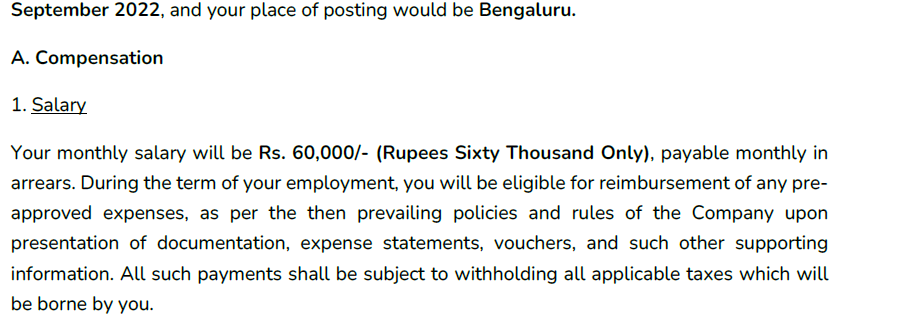 September 2022, and your place of posting would be Bengaluru.
A. Compensation
1. Salary
Your monthly salary will be Rs. 60,000/- (Rupees Sixty Thousand Only), payable monthly in
arrears. During the term of your employment, you will be eligible for reimbursement of any pre-
approved expenses, as per the then prevailing policies and rules of the Company upon
presentation of documentation, expense statements, vouchers, and such other supporting
information. All such payments shall be subject to withholding all applicable taxes which will
be borne by you.